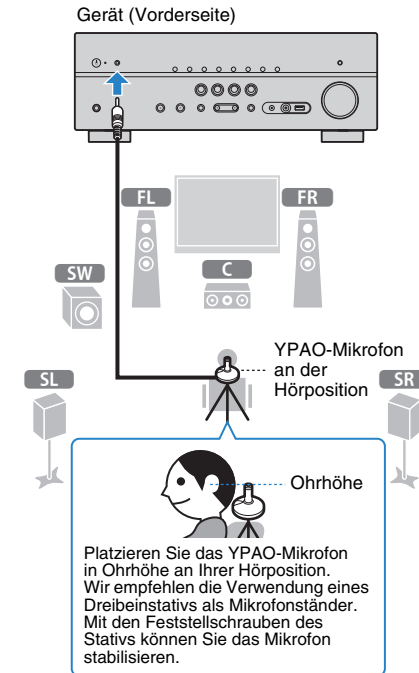 Gerät (Vorderseite)
FL
FR
SW
C
YPAO-Mikrofon
an der
Hörposition
SL
SR
Ohrhöhe
Platzieren Sie das YPAO-Mikrofon
in Ohrhöhe an Ihrer Hörposition.
Wir empfehlen die Verwendung eines
Dreibeinstativs als Mikrofonständer.
Mit den Feststellschrauben des
Stativs können Sie das Mikrofon
stabilisieren.